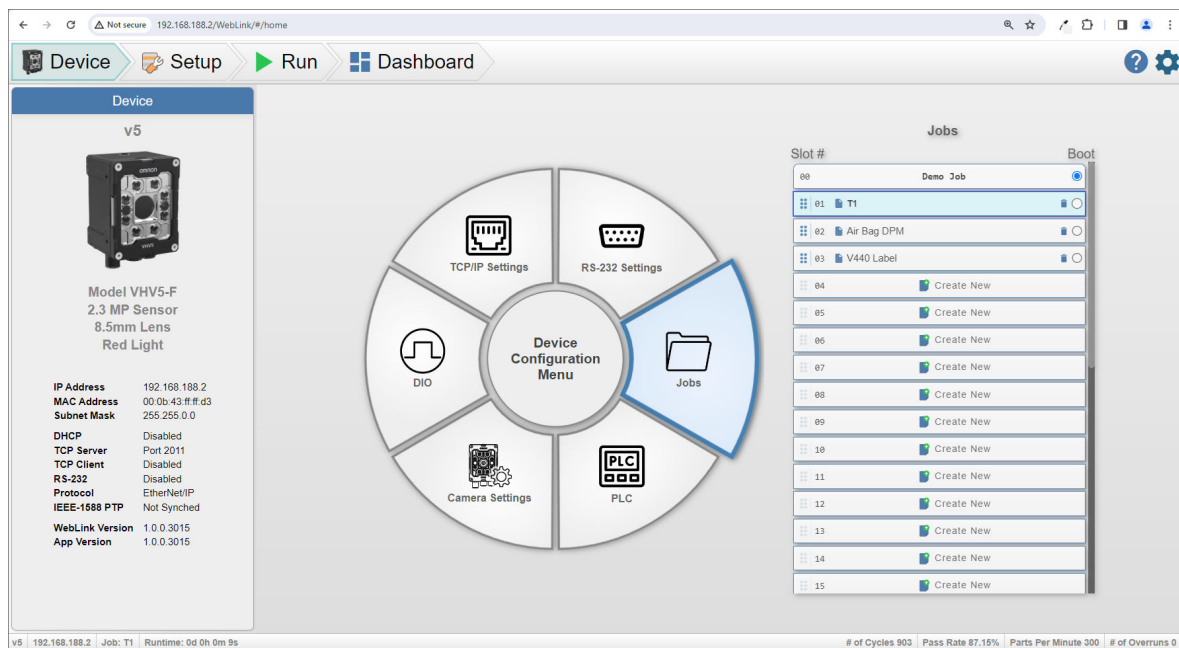 Not secure 192.168.188.2/WebLink/#/home
Device Setup Run Dashboard
?
Device
v5
omron
VHV5
Model VHV5-F
2.3 MP Sensor
8.5mm Lens
Red Light
IP Address 192.168.188.2
MAC Address 00:0b:43:ff:ff:d3
Subnet Mask 255.255.0.0
DHCP Disabled
TCP Server Port 2011
TCP Client Disabled
RS-232 Disabled
Protocol EtherNet/IP
IEEE-1588 PTP Not Synched
WebLink Version 1.0.0.3015
App Version 1.0.0.3015
TCP/IP Settings
RS-232 Settings
DIO
Device
Configuration
Menu
Jobs
Camera Settings
PLC
PLC
Jobs
Slot # Boot
00 Demo Job
01 T1
02 Air Bag DPM
03 V440 Label
04 Create New
05 Create New
06 Create New
07 Create New
08 Create New
09 Create New
10 Create New
11 Create New
12 Create New
13 Create New
14 Create New
15 Create New
v5 192.168.188.2 Job: T1 Runtime: 0d 0h 0m 9s # of Cycles 903 Pass Rate 87.15% Parts Per Minute 300 # of Overruns 0